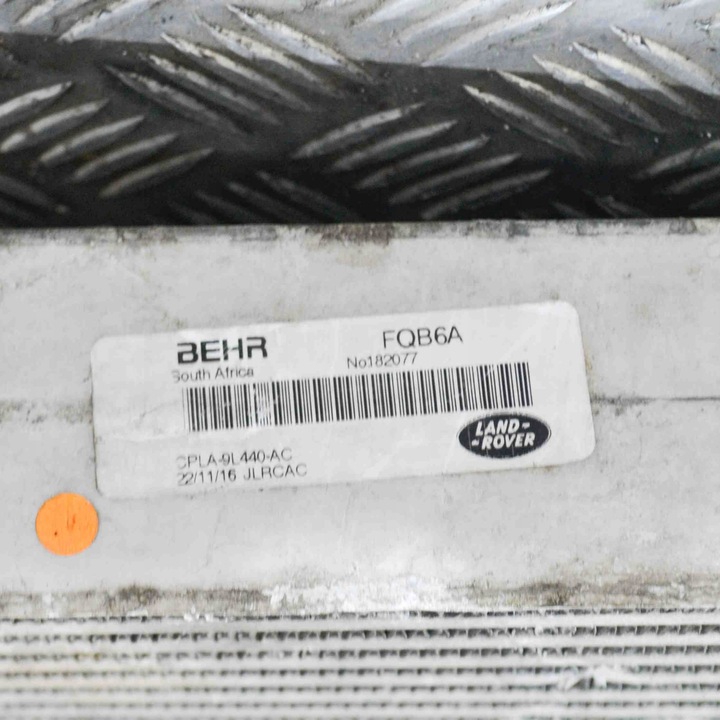 BEHR FQB6A
South Africa No182077
CPLA-9L440-AC
22/11/16 JLRCAC
LAND-
-ROVER